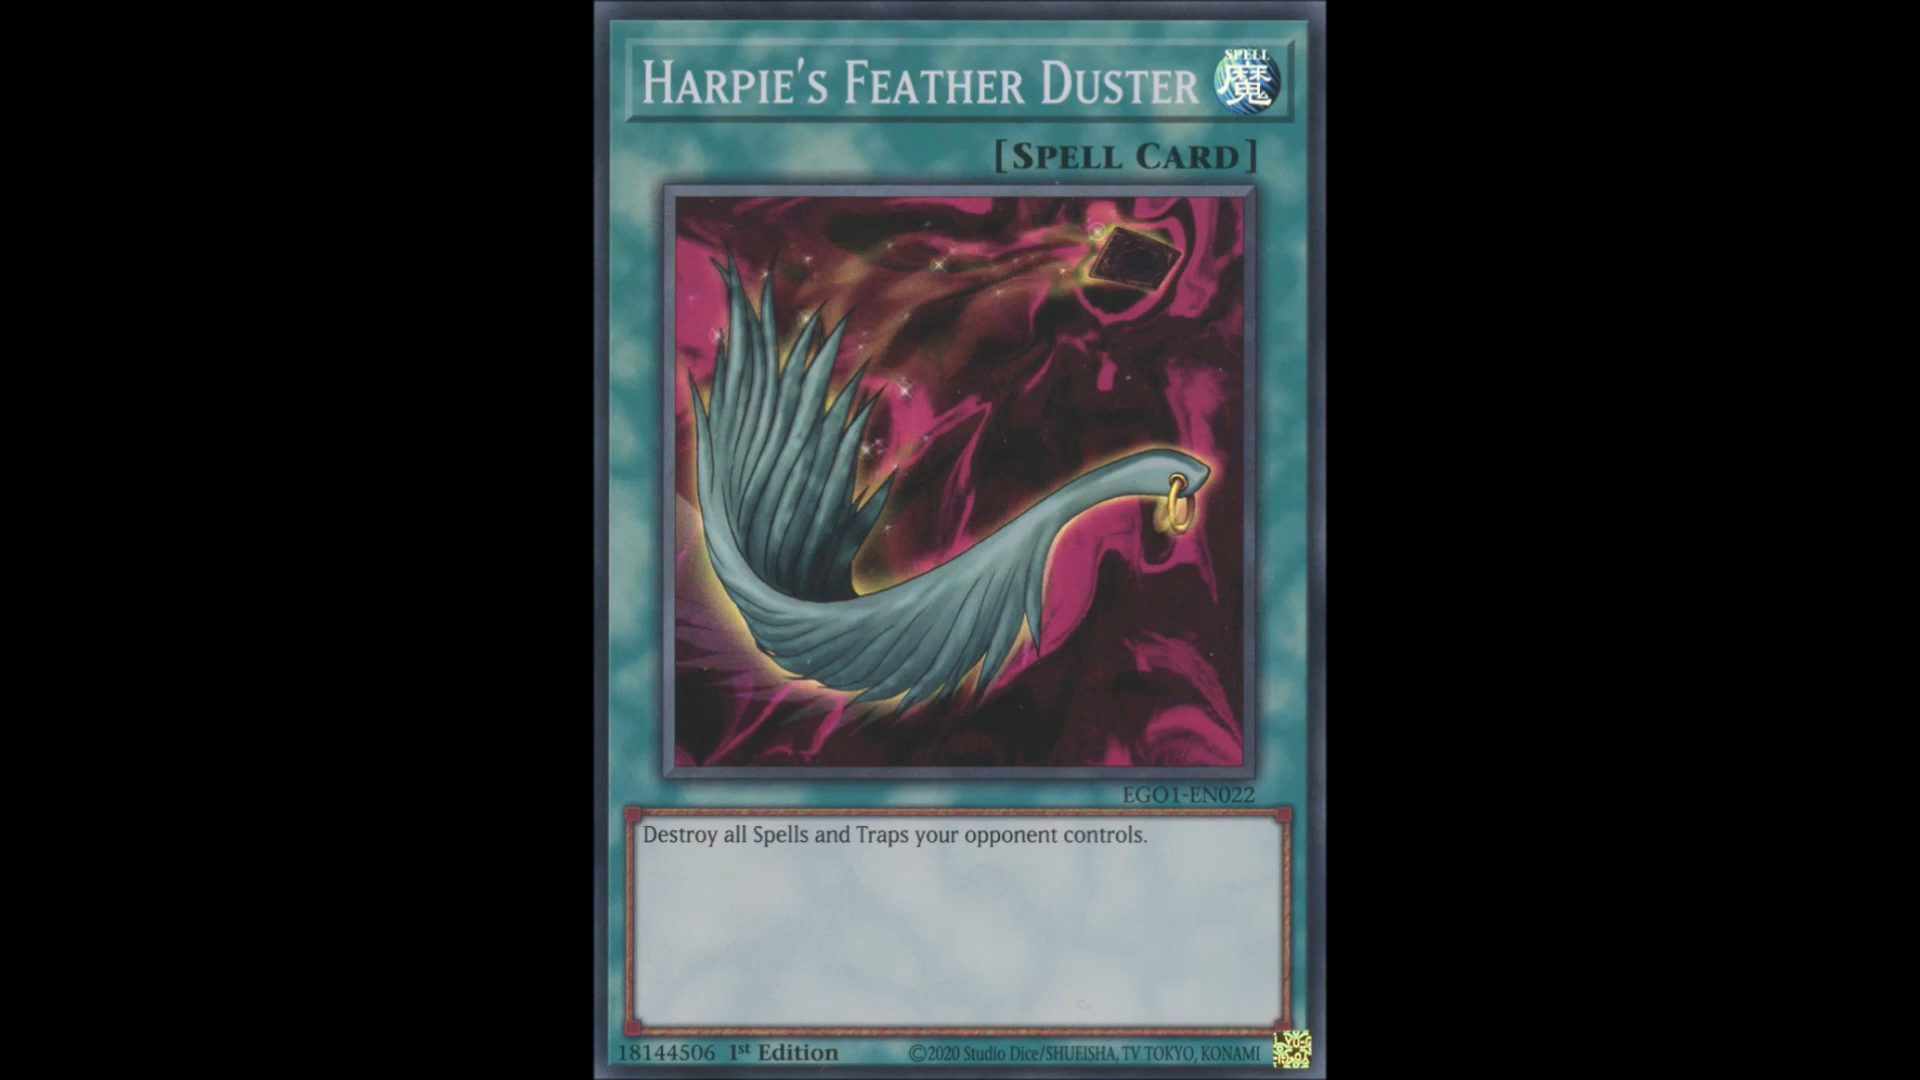 HARPIE'S FEATHER DUSTER
SPELL
魔
[SPELL CARD]
EGO1-EN022
Destroy all Spells and Traps your opponent controls.
18144506 1st Edition ©2020 Studio Dice/SHUEISHA, TV TOKYO, KONAMI